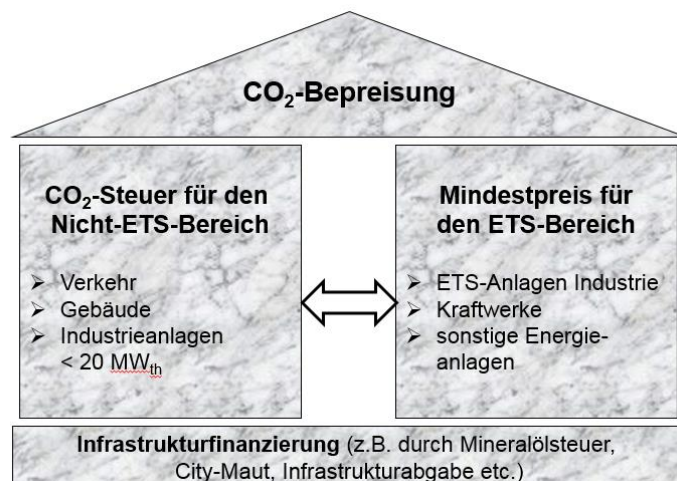 CO₂-Bepreisung
CO₂-Steuer für den
Nicht-ETS-Bereich
➢ Verkehr
➢ Gebäude
➢ Industrieanlagen
< 20 MWth
Mindestpreis für
den ETS-Bereich
➢ ETS-Anlagen Industrie
➢ Kraftwerke
➢ sonstige Energie-
anlagen
Infrastrukturfinanzierung (z.B. durch Mineralölsteuer,
City-Maut, Infrastrukturabgabe etc.)